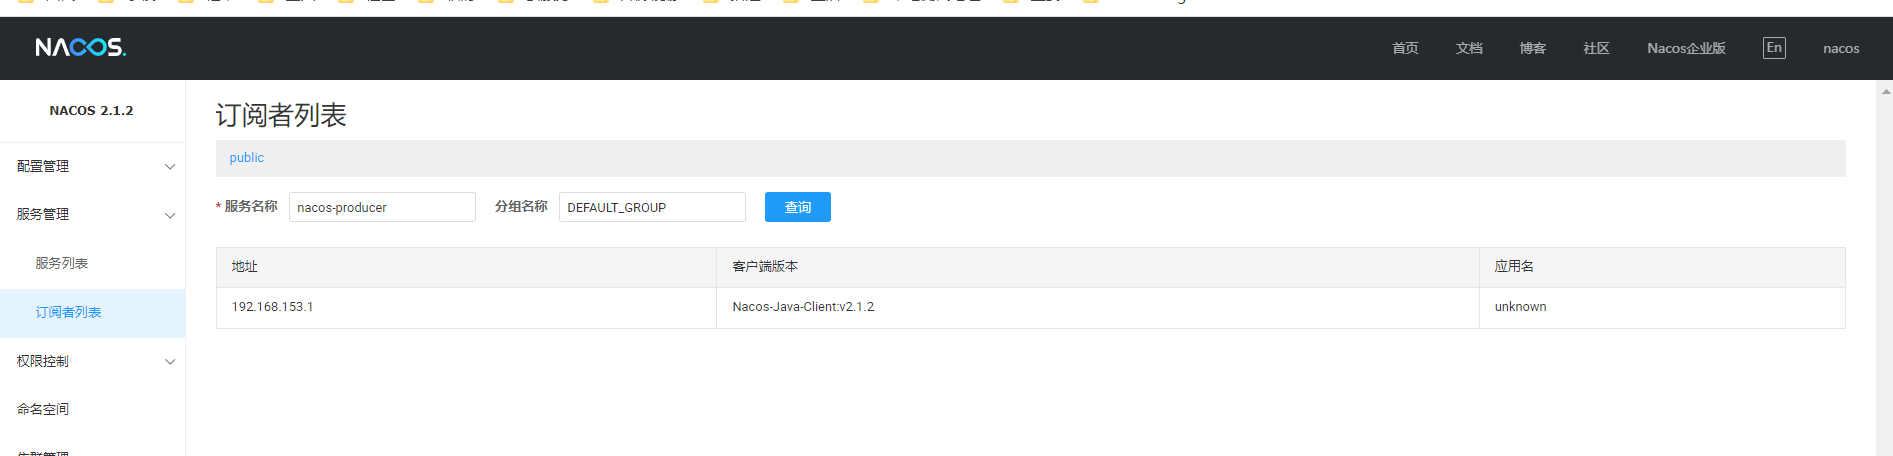 NACOS.
首页 文档 博客 社区 Nacos企业版 En nacos
NACOS 2.1.2
配置管理
服务管理
服务列表
订阅者列表
权限控制
命名空间
订阅者列表
public
* 服务名称 nacos-producer 分组名称 DEFAULT_GROUP 查询
地址 客户端版本 应用名
192.168.153.1 Nacos-Java-Client:v2.1.2 unknown